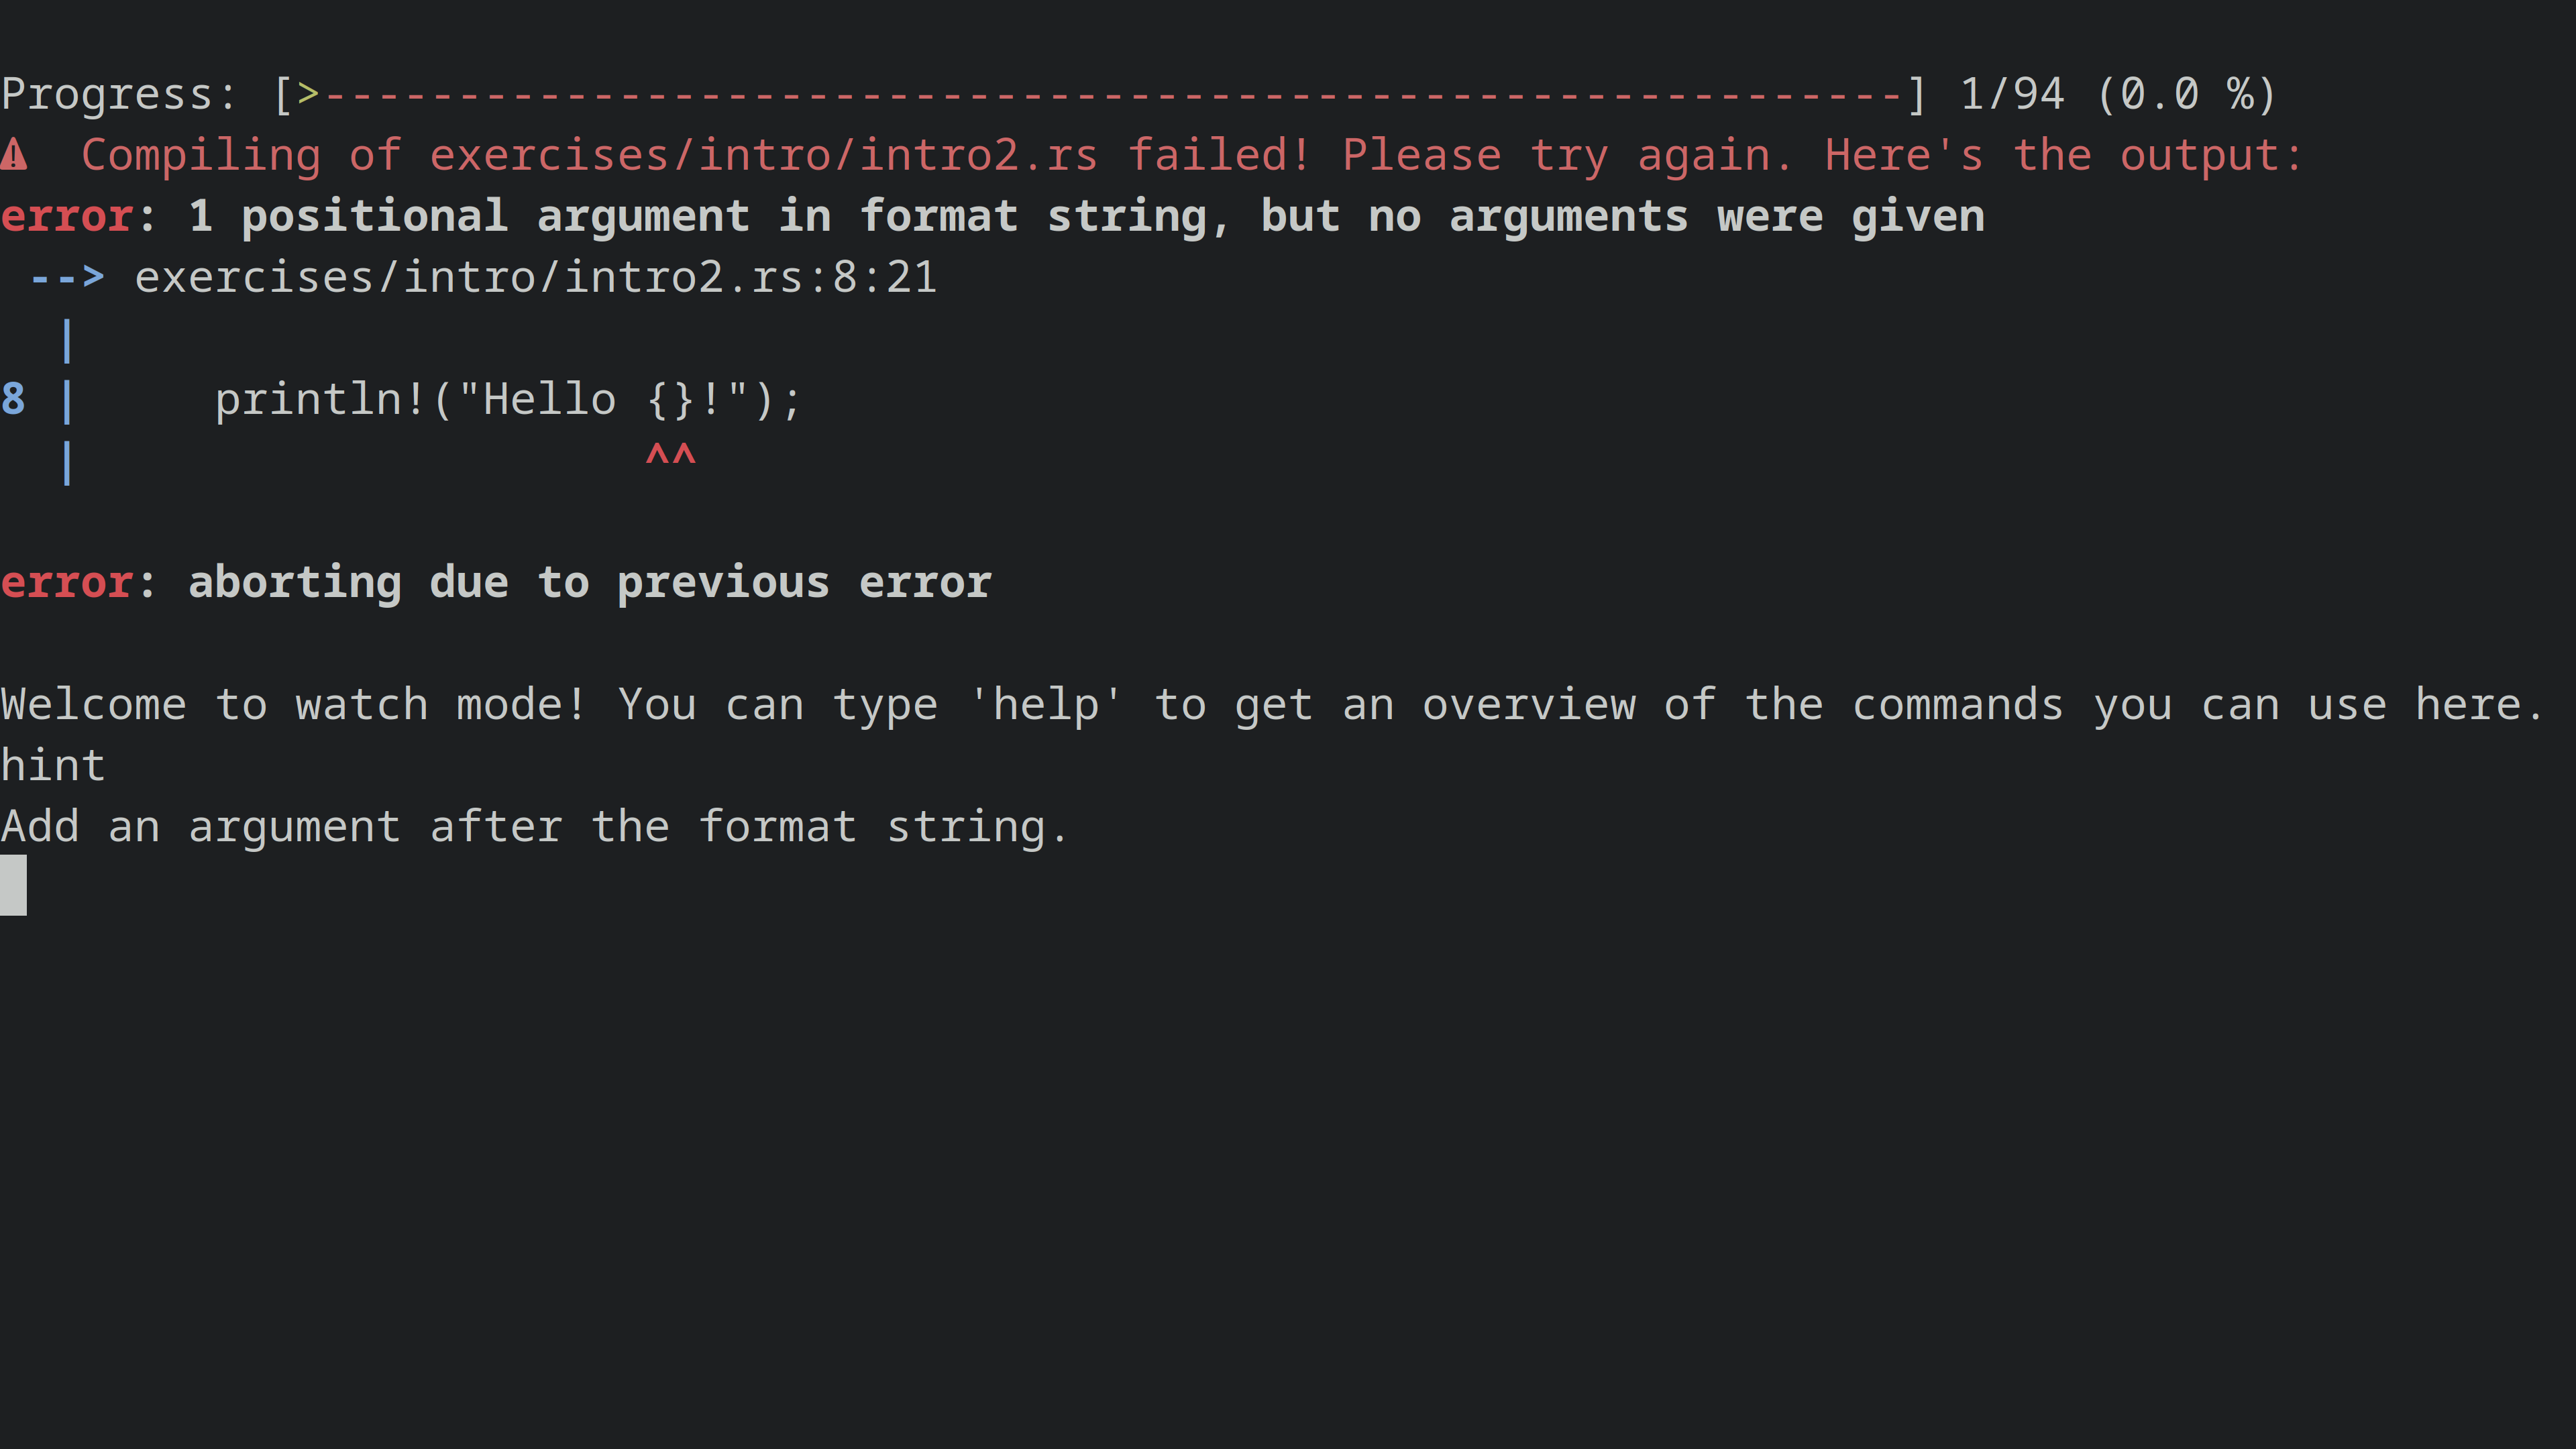 Progress: [>-----------------------------------------------------------] 1/94 (0.0 %)
⚠  Compiling of exercises/intro/intro2.rs failed! Please try again. Here's the output:
error: 1 positional argument in format string, but no arguments were given
 --> exercises/intro/intro2.rs:8:21
  |
8 |     println!("Hello {}!");
  |                     ^^
error: aborting due to previous error
Welcome to watch mode! You can type 'help' to get an overview of the commands you can use here.
hint
Add an argument after the format string.